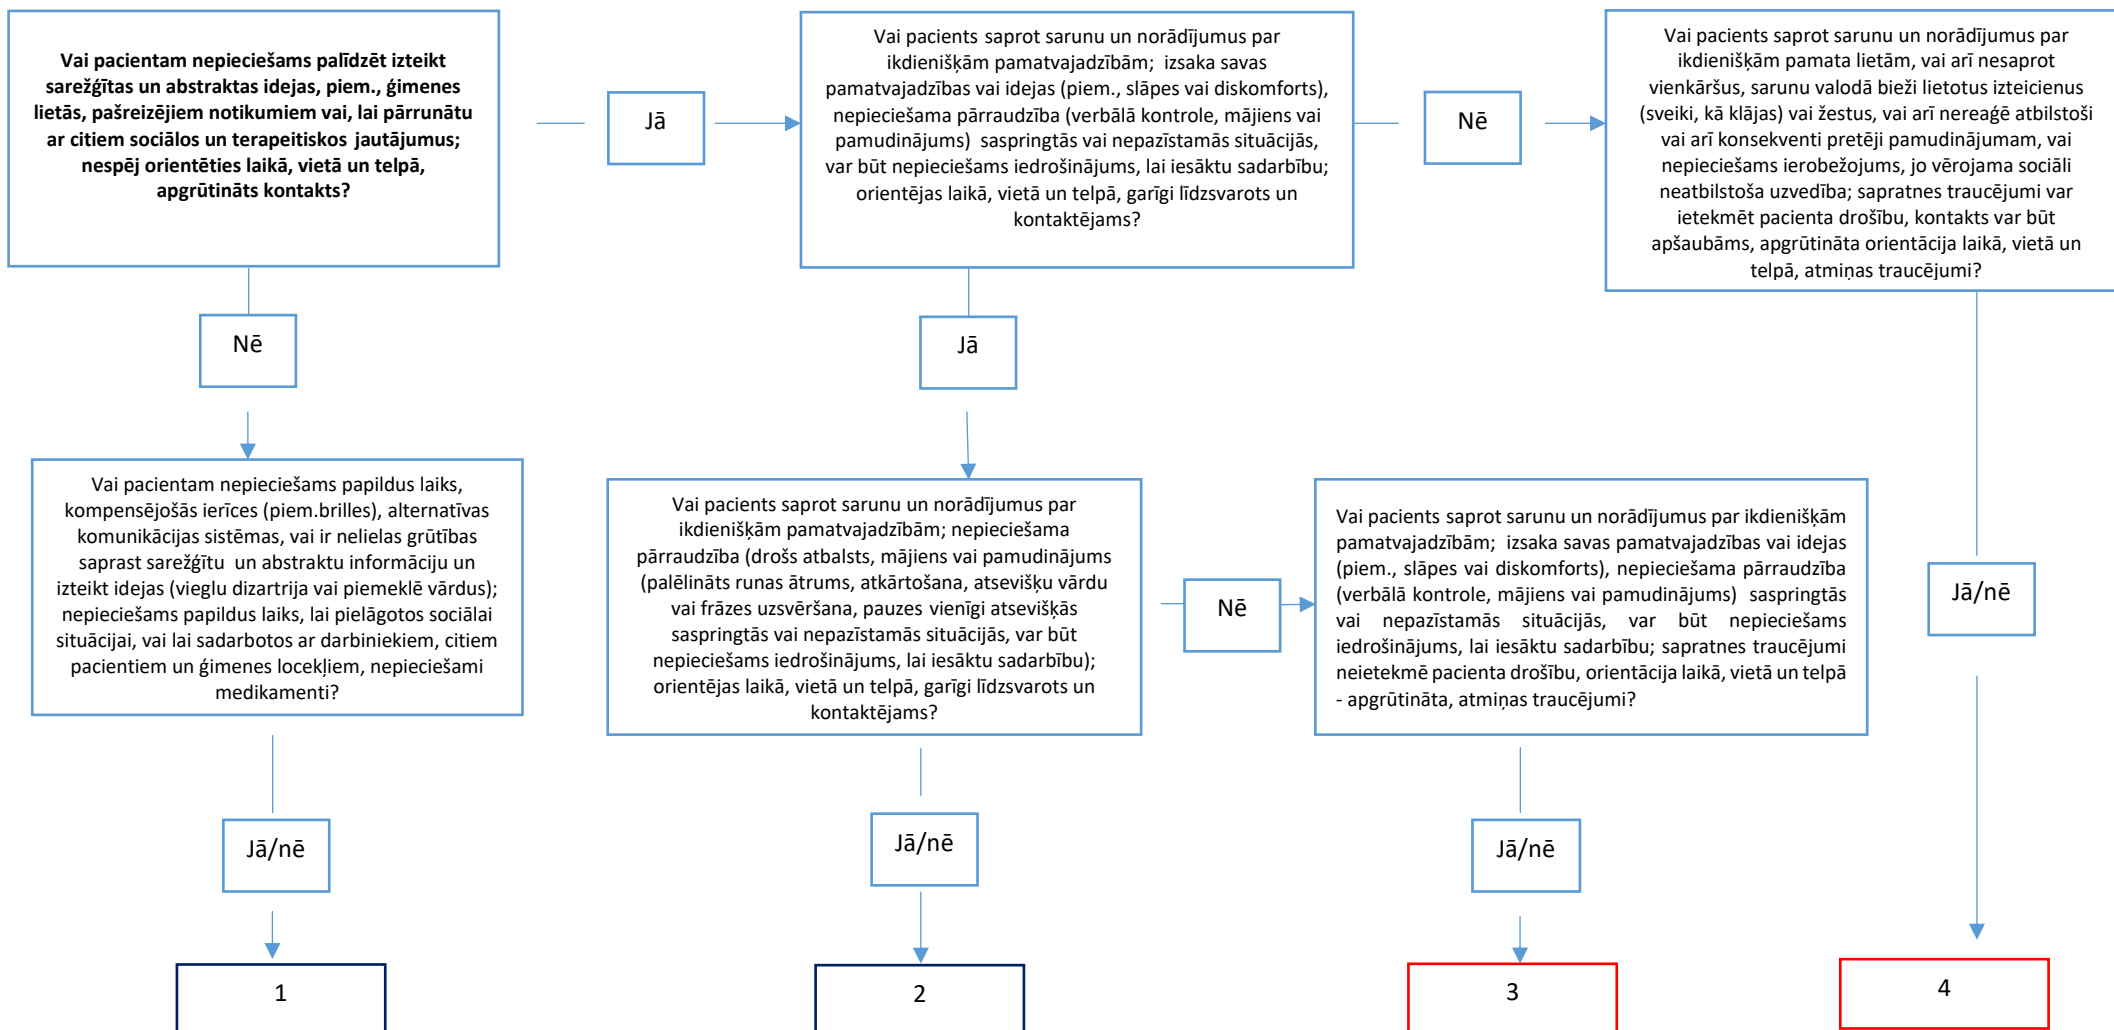 Vai pacientam nepieciešams palīdzēt izteikt
sarežģītas un abstraktas idejas, piem., ģimenes
lietās, pašreizējiem notikumiem vai, lai pārrunātu
ar citiem sociālos un terapeitiskos jautājumus;
nespēj orientēties laikā, vietā un telpā,
apgrūtināts kontakts?
Jā
Vai pacients saprot sarunu un norādījumus par
ikdienišķām pamatvajadzībām; izsaka savas
pamatvajadzības vai idejas (piem., slāpes vai diskomforts),
nepieciešama pārraudzība (verbālā kontrole, mājiens vai
pamudinājums) saspringtās vai nepazīstamās situācijās,
var būt nepieciešams iedrošinājums, lai iesāktu sadarbību;
orientējas laikā, vietā un telpā, garīgi līdzsvarots un
kontaktējams?
Nē
Vai pacients saprot sarunu un norādījumus par
ikdienišķām pamata lietām, vai arī nesaprot
vienkāršus, sarunu valodā bieži lietotus izteicienus
(sveiki, kā klājas) vai žestus, vai arī nereaģē atbilstoši
vai arī konsekventi pretēji pamudinājumam, vai
nepieciešams ierobežojums, jo vērojama sociāli
neatbilstoša uzvedība; sapratnes traucējumi var
ietekmēt pacienta drošību, kontakts var būt
apšaubāms, apgrūtināta orientācija laikā, vietā un
telpā, atmiņas traucējumi?
Nē
Jā
Vai pacientam nepieciešams papildus laiks,
kompensējošās ierīces (piem.brilles), alternatīvas
komunikācijas sistēmas, vai ir nelielas grūtības
saprast sarežģītu un abstraktu informāciju un
izteikt idejas (vieglu dizartrija vai piemeklē vārdus);
nepieciešams papildus laiks, lai pielāgotos sociālai
situācijai, vai lai sadarbotos ar darbiniekiem, citiem
pacientiem un ģimenes locekļiem, nepieciešami
medikamenti?
Vai pacients saprot sarunu un norādījumus par
ikdienišķām pamatvajadzībām; nepieciešama
pārraudzība (drošs atbalsts, mājiens vai pamudinājums
(palēlināts runas ātrums, atkārtošana, atsevišķu vārdu
vai frāzes uzsvēršana, pauzes vienīgi atsevišķās
saspringtās vai nepazīstamās situācijās, var būt
nepieciešams iedrošinājums, lai iesāktu sadarbību);
orientējas laikā, vietā un telpā, garīgi līdzsvarots un
kontaktējams?
Nē
Vai pacients saprot sarunu un norādījumus par ikdienišķām
pamatvajadzībām; izsaka savas pamatvajadzības vai idejas
(piem., slāpes vai diskomforts), nepieciešama pārraudzība
(verbālā kontrole, mājiens vai pamudinājums) saspringtās
vai nepazīstamās situācijās, var būt nepieciešams
iedrošinājums, lai iesāktu sadarbību; sapratnes traucējumi
neietekmē pacienta drošību, orientācija laikā, vietā un telpā
- apgrūtināta, atmiņas traucējumi?
Jā/nē
Jā/nē
Jā/nē
Jā/nē
1
2
3
4